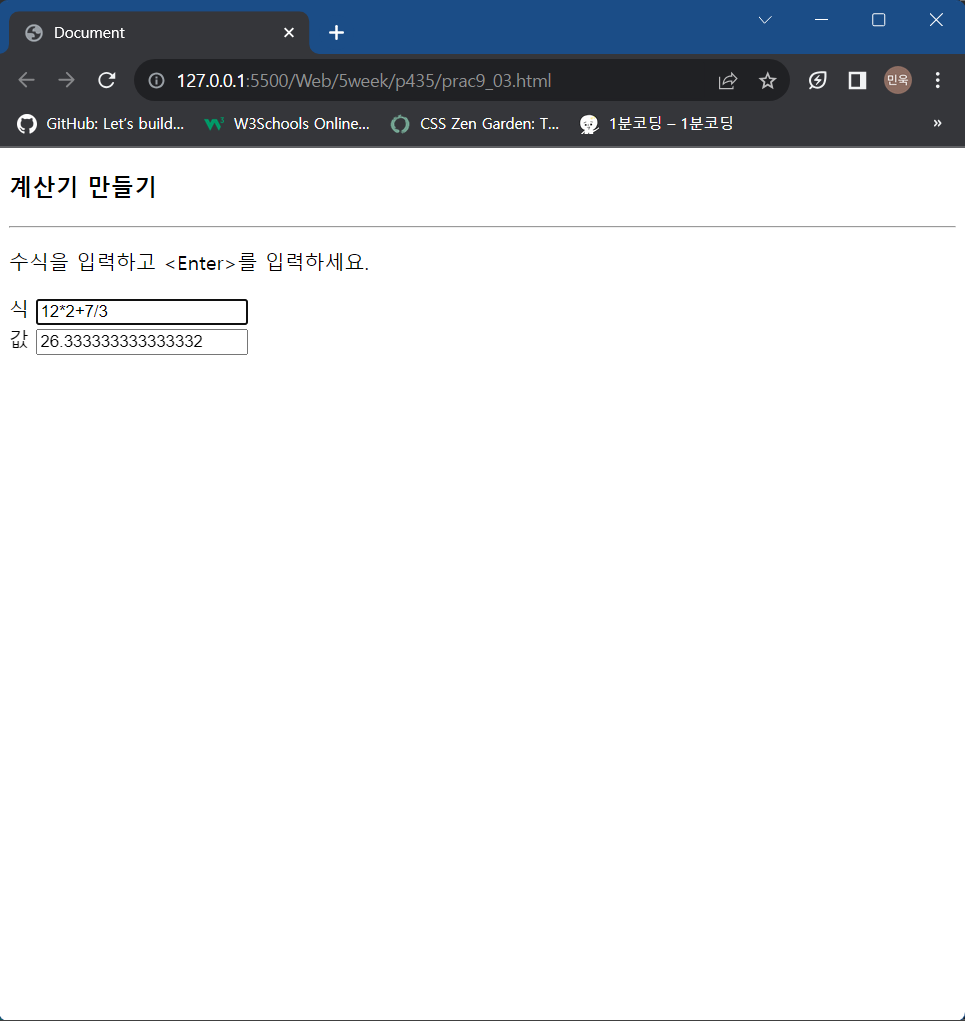 Document
127.0.0.1:5500/Web/5week/p435/prac9_03.html
민욱
GitHub: Let's build... W3Schools Online... CSS Zen Garden: T... 1분코딩 – 1분코딩 »
계산기 만들기
수식을 입력하고 <Enter>를 입력하세요.
식 12*2+7/3
값 26.333333333333332